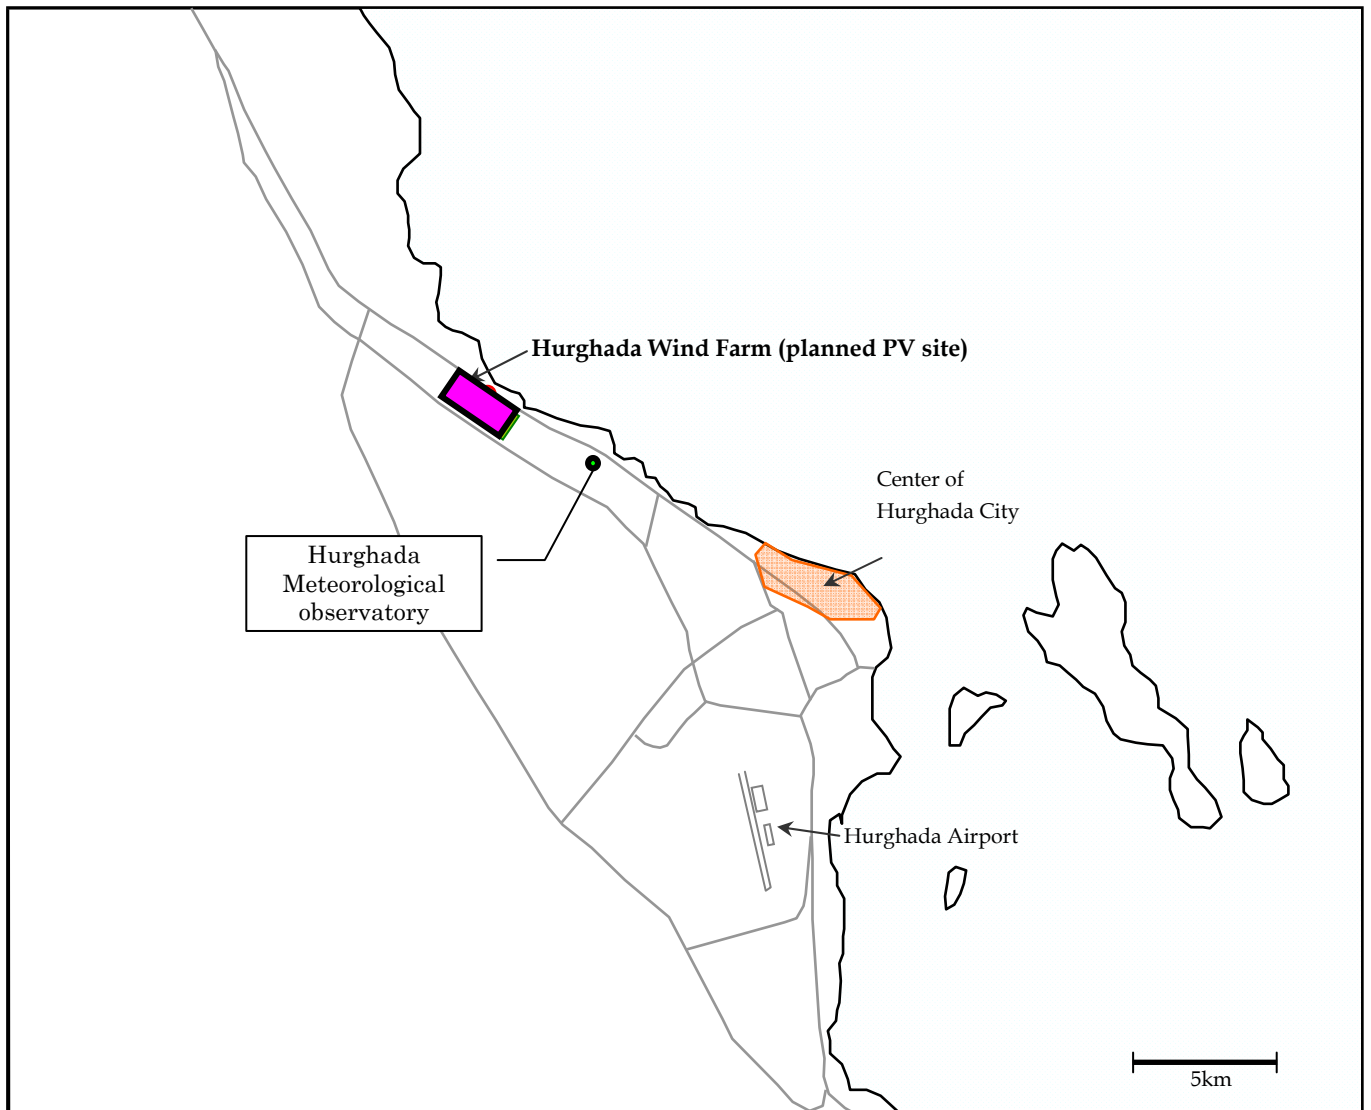 Hurghada Wind Farm (planned PV site)
Center of
Hurghada City
Hurghada
Meteorological
observatory
Hurghada Airport
5km